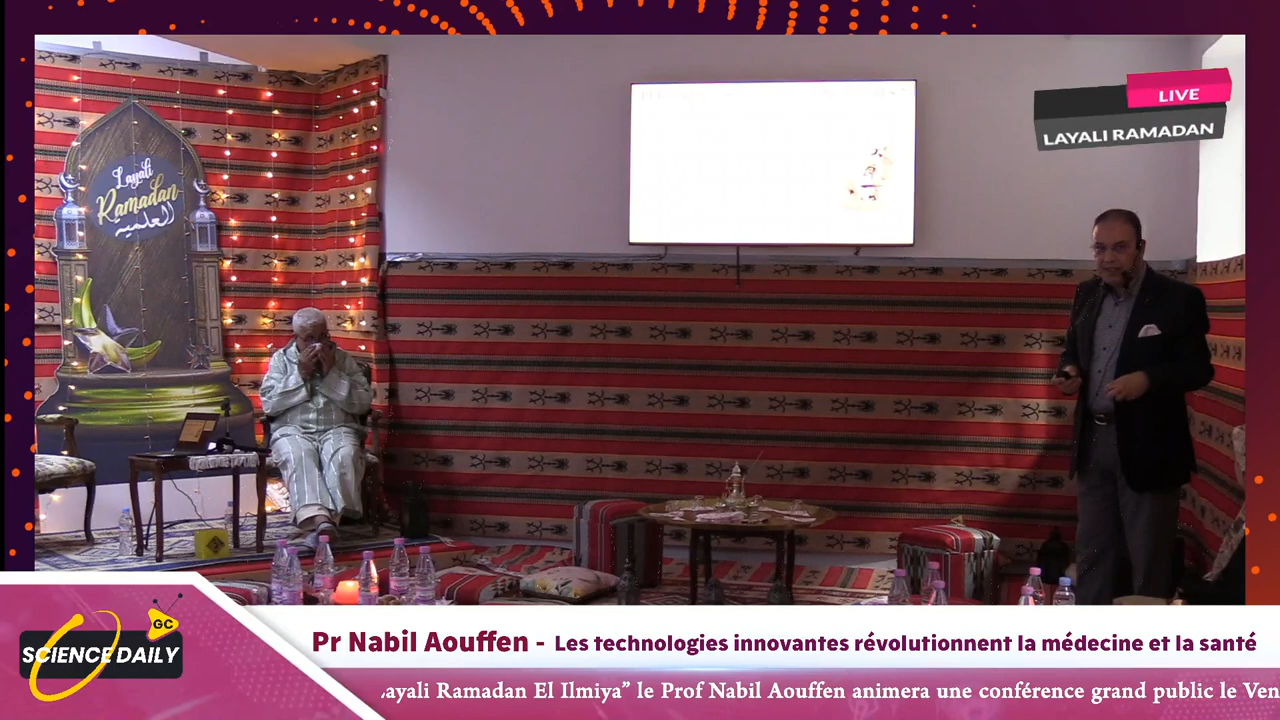 LIVE
LAYALI RAMADAN
Layali
Ramadan
العلمية
GC
SCIENCE DAILY
Pr Nabil Aouffen - Les technologies innovantes révolutionnent la médecine et la santé
ayali Ramadan El Ilmiya” le Prof Nabil Aouffen animera une conférence grand public le Ven